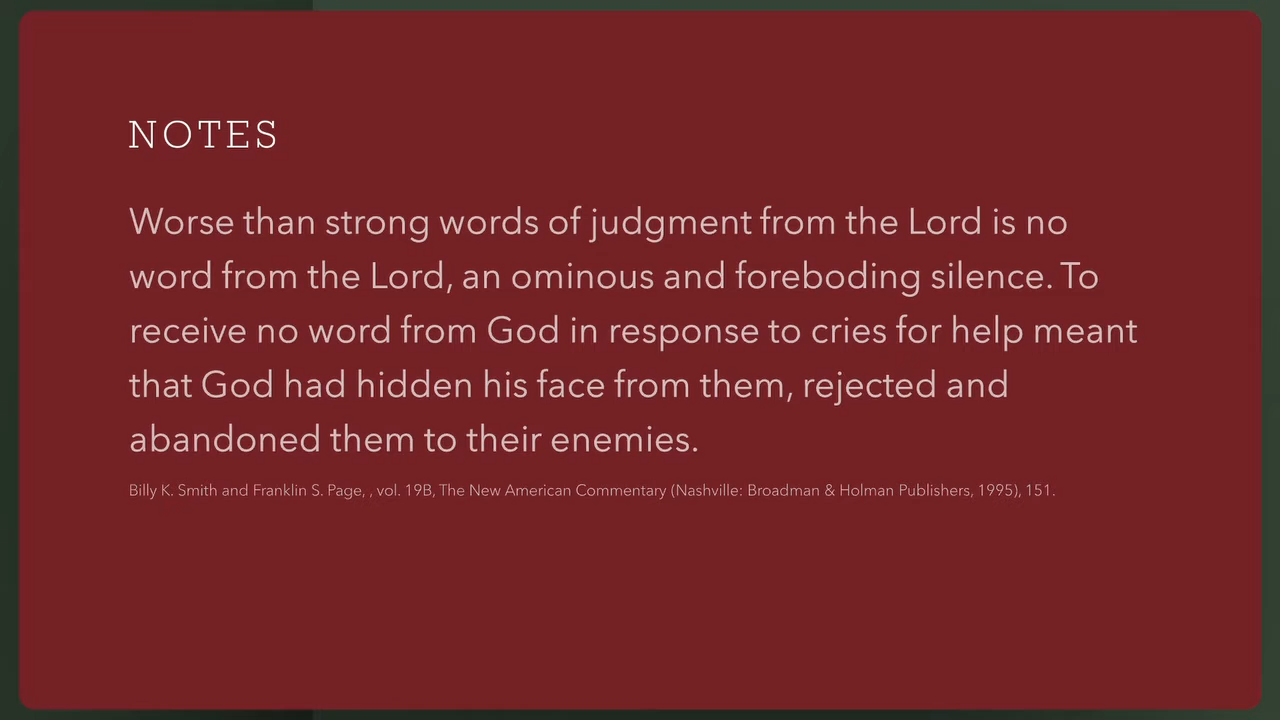 NOTES
Worse than strong words of judgment from the Lord is no
word from the Lord, an ominous and foreboding silence. To
receive no word from God in response to cries for help meant
that God had hidden his face from them, rejected and
abandoned them to their enemies.
Billy K. Smith and Franklin S. Page, , vol. 19B, The New American Commentary (Nashville: Broadman & Holman Publishers, 1995), 151.